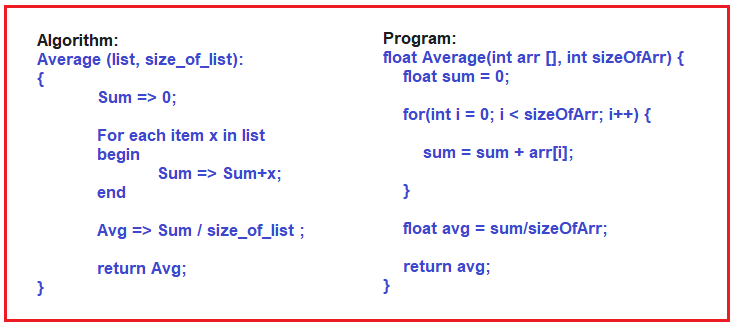 Algorithm:
Average (list, size_of_list):
{
Sum => 0;
For each item x in list
begin
Sum => Sum+x;
end
Avg => Sum / size_of_list ;
return Avg;
}
Program:
float Average(int arr [], int sizeOfArr) {
float sum = 0;
for(int i = 0; i < sizeOfArr; i++) {
sum = sum + arr[i];
}
float avg = sum/sizeOfArr;
return avg;
}